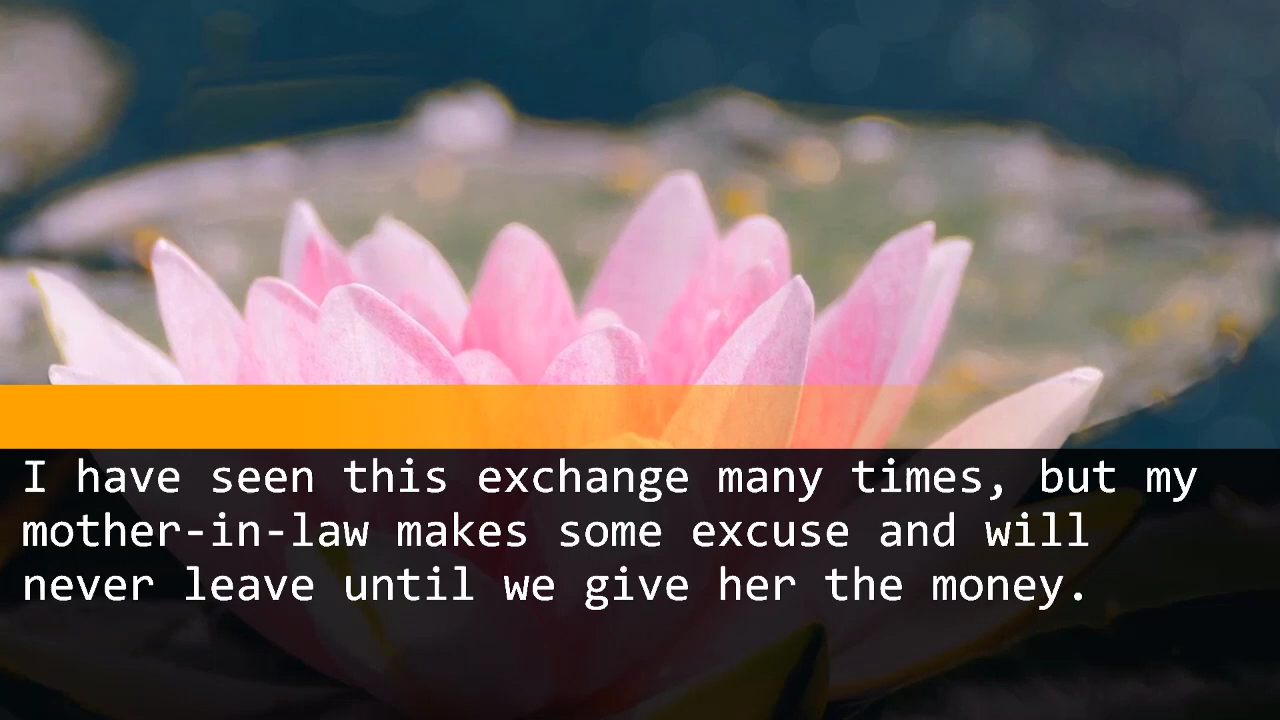 I have seen this exchange many times, but my
mother-in-law makes some excuse and will
never leave until we give her the money.